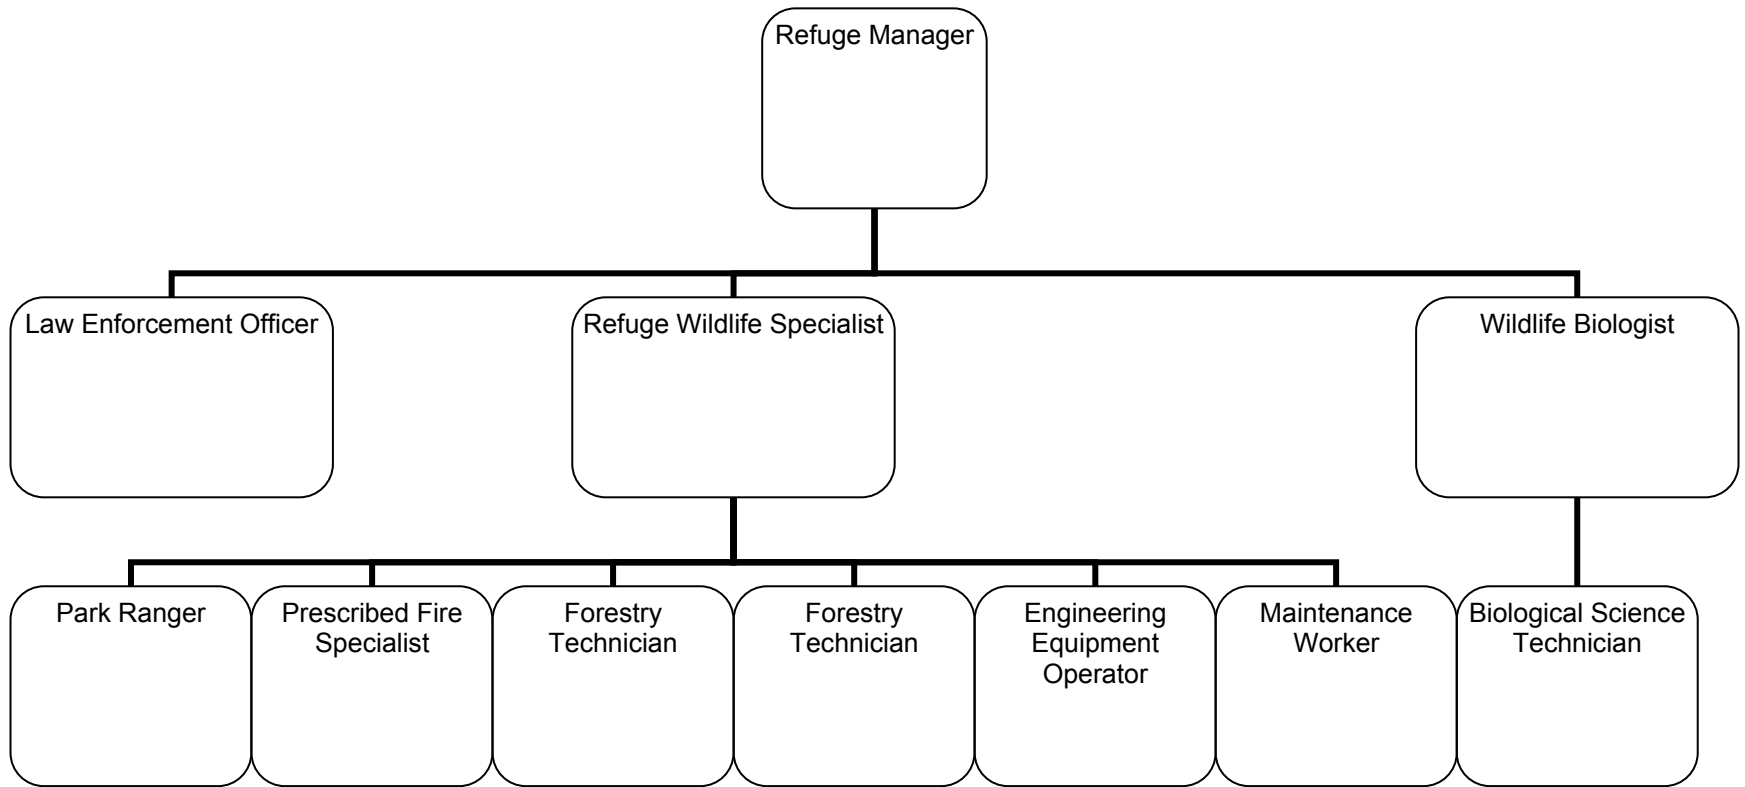 Refuge Manager
Law Enforcement Officer
Refuge Wildlife Specialist
Wildlife Biologist
Park Ranger
Prescribed Fire
Specialist
Forestry
Technician
Forestry
Technician
Engineering
Equipment
Operator
Maintenance
Worker
Biological Science
Technician